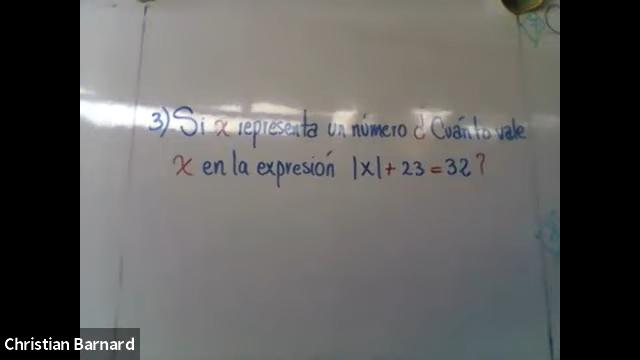 3) Si x representa un número ¿Cuánto vale
x en la expresión |x| + 23 = 32?
Christian Barnard